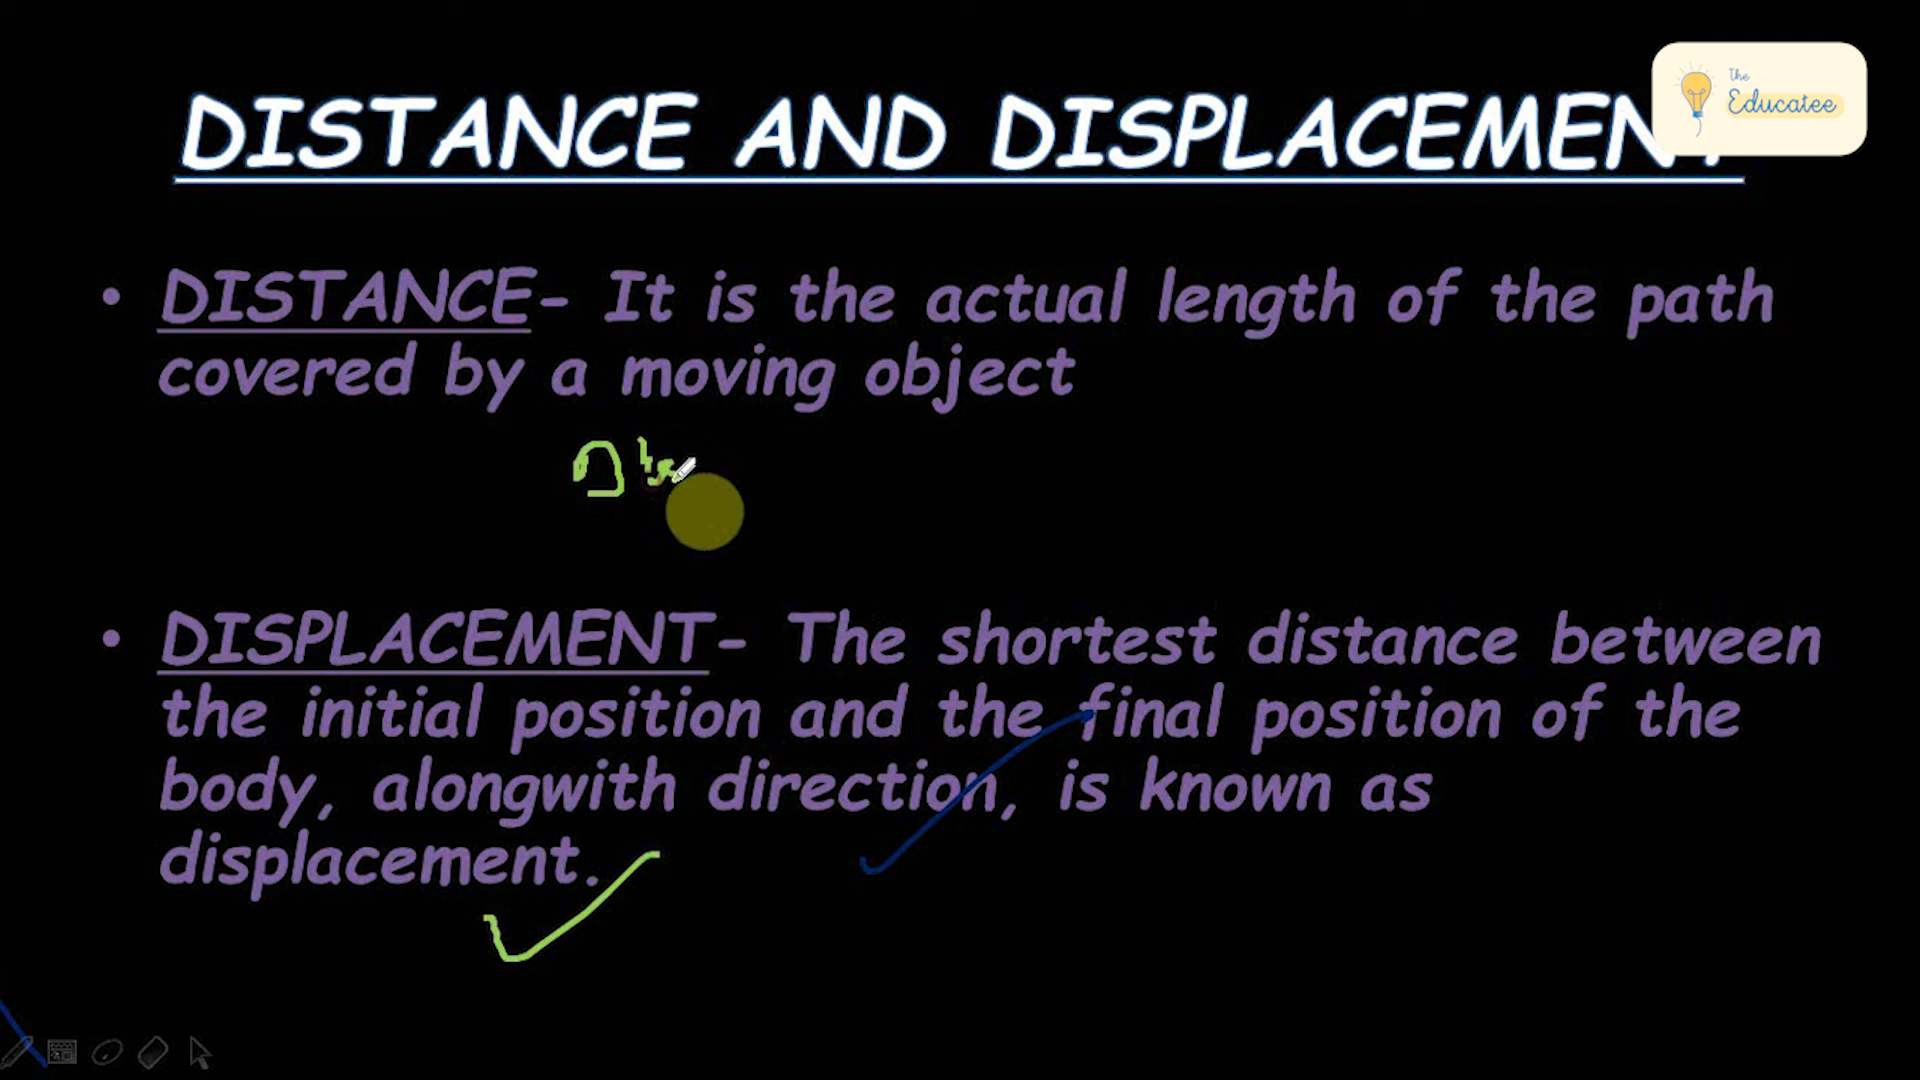 DISTANCE AND DISPLACEMENT
The
Educatee
• DISTANCE- It is the actual length of the path
covered by a moving object
• DISPLACEMENT- The shortest distance between
the initial position and the final position of the
body, alongwith direction, is known as
displacement.